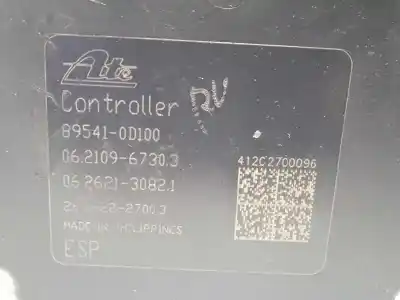 Ate
Controller
89541-0D100
06.2109-6730.3
412C2700096
06.2621-3082.1
MADE IN PHILIPPINES
ESP